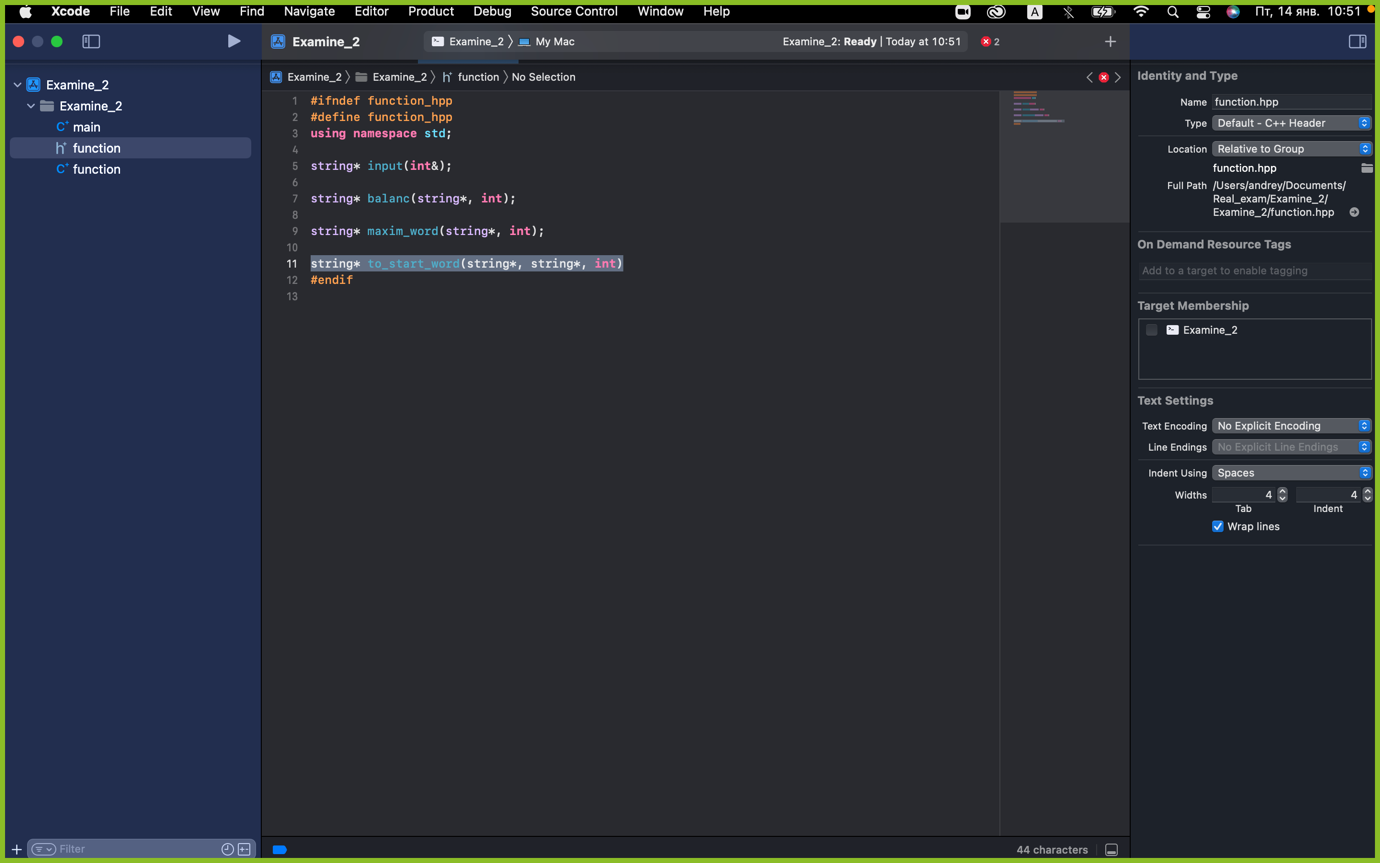 Xcode File Edit View Find Navigate Editor Product Debug Source Control Window Help A Пт, 14 янв. 10:51
Examine_2 Examine_2 〉 My Mac Examine_2: Ready | Today at 10:51 2
Examine_2 〉 Examine_2 〉 function 〉 No Selection
Examine_2
Examine_2
main
function
function
1 #ifndef function_hpp
2 #define function_hpp
3 using namespace std;
4
5 string* input(int&);
6
7 string* balanc(string*, int);
8
9 string* maxim_word(string*, int);
10
11 string* to_start_word(string*, string*, int)
12 #endif
13
Identity and Type
Name function.hpp
Type Default - C++ Header
Location Relative to Group
function.hpp
Full Path /Users/andrey/Documents/
Real_exam/Examine_2/
Examine_2/function.hpp
On Demand Resource Tags
Add to a target to enable tagging
Target Membership
Examine_2
Text Settings
Text Encoding No Explicit Encoding
Line Endings No Explicit Line Endings
Indent Using Spaces
Widths 4 4
Tab Indent
Wrap lines
Filter
44 characters